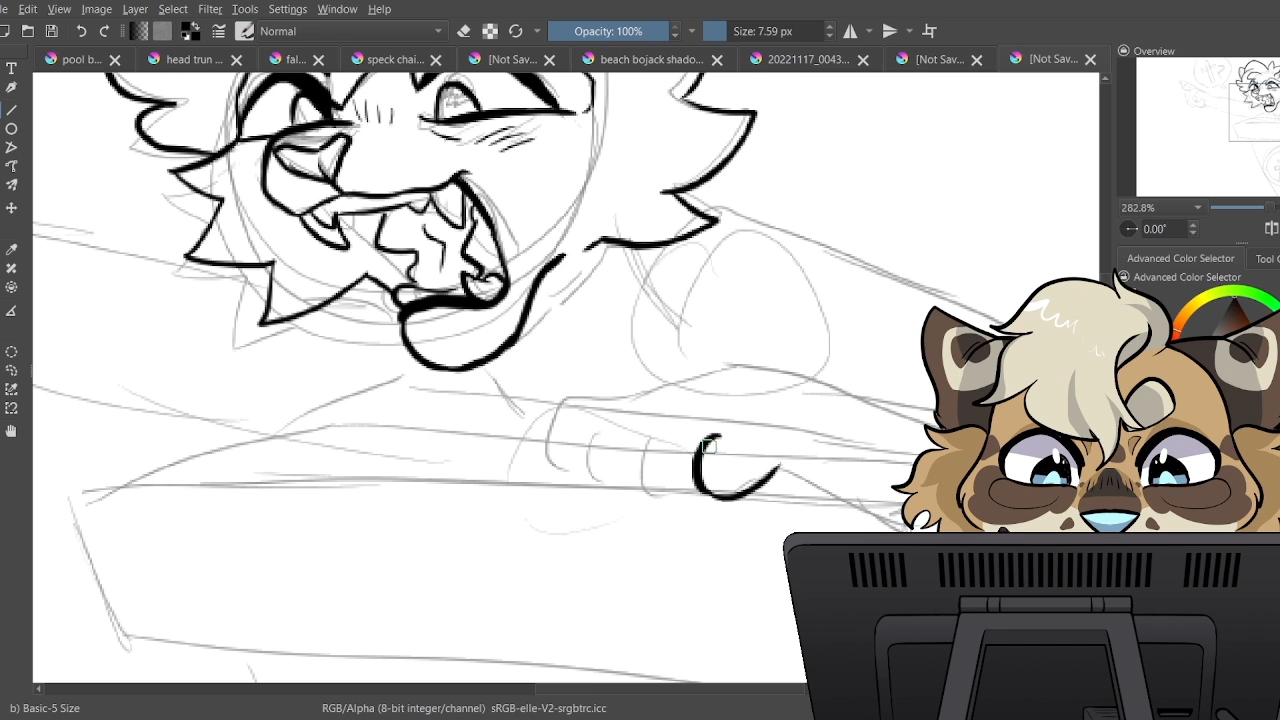 Edit View Image Layer Select Filter Tools Settings Window Help
Normal
Opacity: 100%
Size: 7.59 px
pool b...
head trun ...
fal...
speck chai...
[Not Sav...
beach bojack shado...
20221117_0043...
[Not Sav...
[Not Sav...
Overview
282.8%
0.00°
Advanced Color Selector
Tool O
Advanced Color Selector
b) Basic-5 Size
RGB/Alpha (8-bit integer/channel) sRGB-elle-V2-srgbtrc.icc